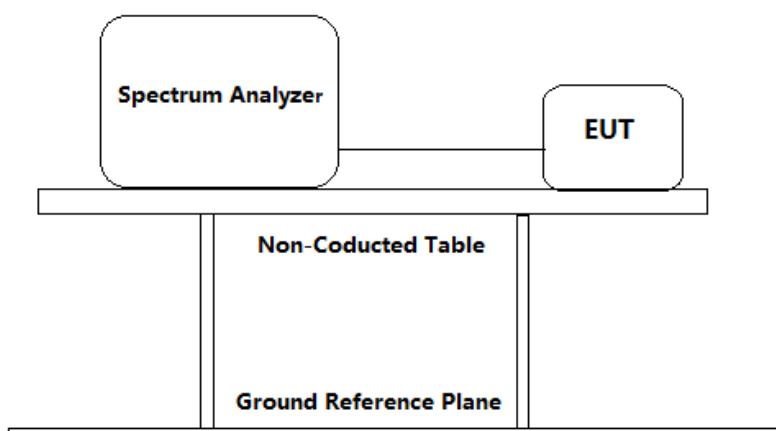 Spectrum Analyzer
EUT
Non-Coducted Table
Ground Reference Plane